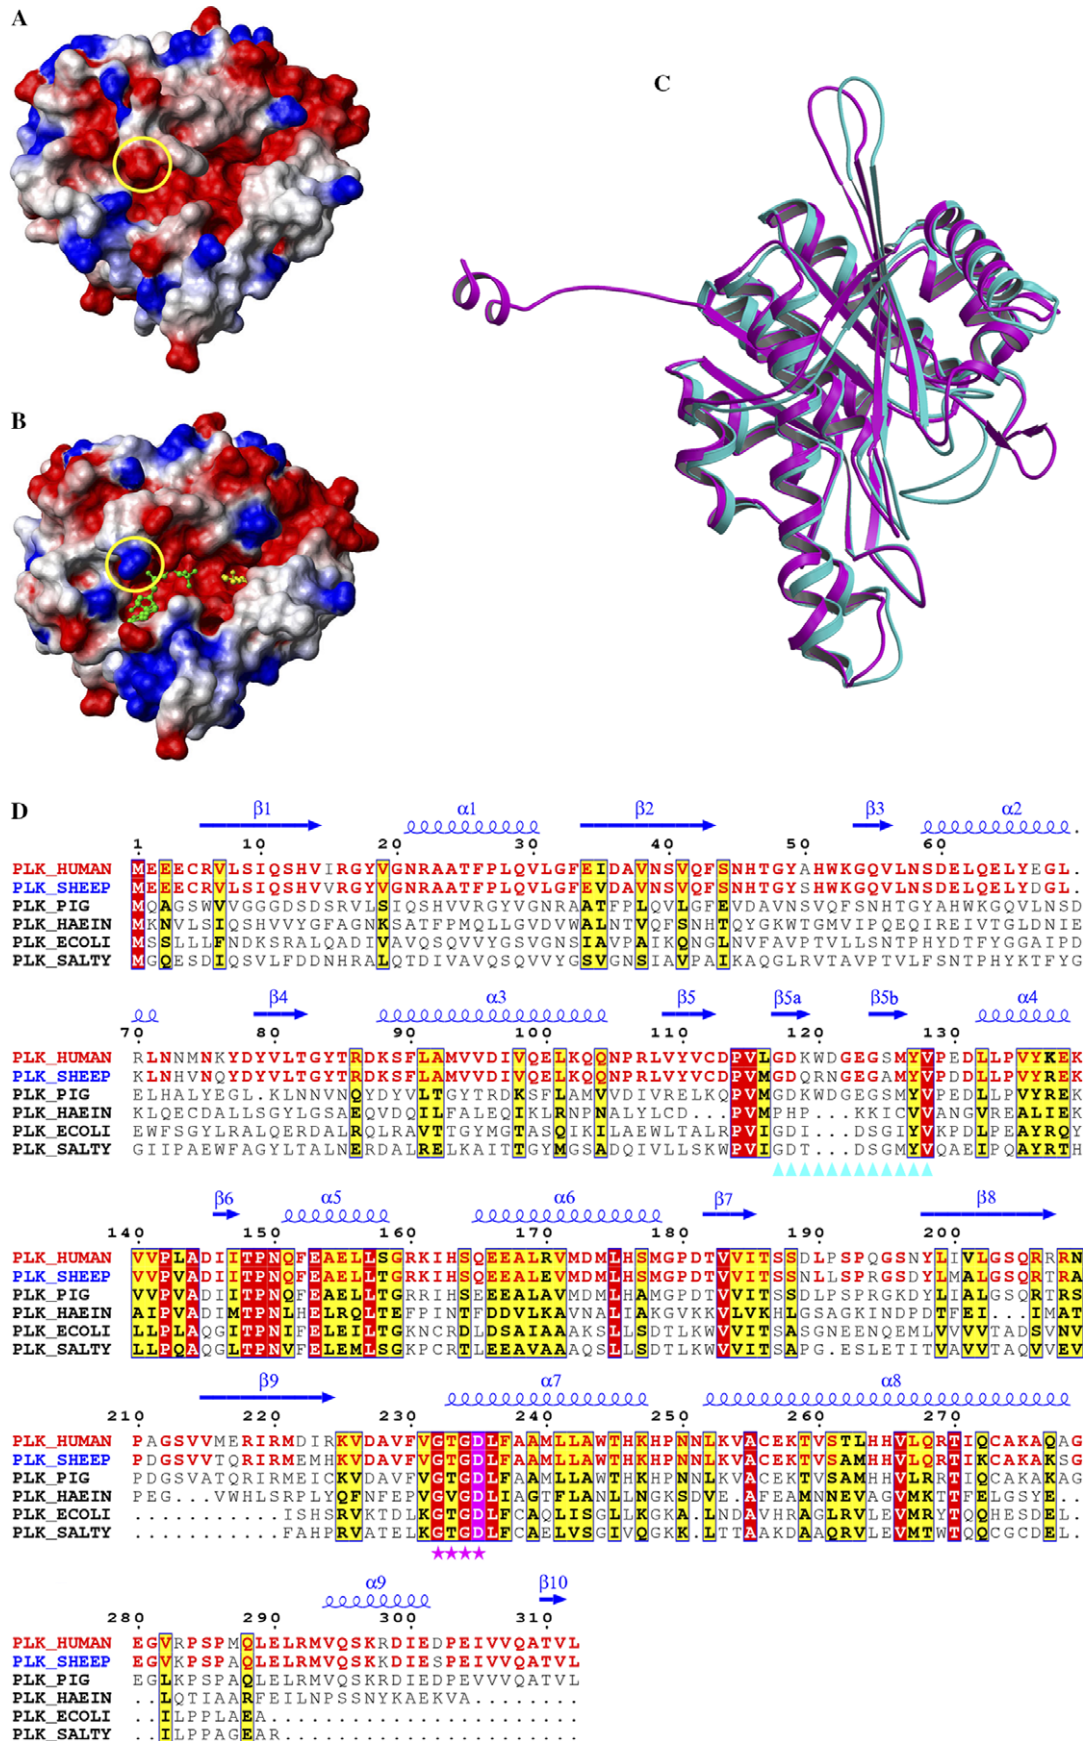 A
B
C
D
β1 α1 β2 β3 α2
1 10 20 30 40 50 60
PLK_HUMAN MEEECRVLSIQSHVIRGYVGNRAATFPLQVLGFEIDAVNSVQFSNHTGYAHWKGQVLNSDELQELYEGL.
PLK_SHEEP MEEECRVLSIQSHVVRGYVGNRAATFPLQVLGFEVDAVNSVQFSNHTGYSHWKGQVLNSDELQELYDGL.
PLK_PIG MQAGSWVVGGGDSDSRVLSIQSHVVRGYVGNRAATFPLQVLGFEVDAVNSVQFSNHTGYAHWKGQVLNSD
PLK_HAEIN MKNVLSIQSHVVYGFAGNKSATFPMQLLGVDVWALNTVQFSNHTQYGKWTGMVIPQEQIREIVTGLDNIE
PLK_ECOLI MSSLLLFNDKSRALQADIVAVQSQVVYGSVGNSIAVPAIKQNGLNVFAVPTVLLSNTPHYDTFYGGAIPD
PLK_SALTY MGQESDIQSVLFDDNHRALQTDIVAVQSQVVYGSVGNSIAVPAIKAQGLRVTAVPTVLFSNTPHYKTFYG
β4 α3 β5 β5a β5b α4
70 80 90 100 110 120 130
PLK_HUMAN RLNNMNKYDYVLTGYTRDKSFLAMVVDIVQELKQQNPRLVYVCDPVLGDKWDGEGSMYVPEDLLPVYKEK
PLK_SHEEP KLNHVNQYDYVLTGYTRDKSFLAMVVDIVQELKQQNPRLVYVCDPVMGDQRNGEGAMYVPDDLLPVYREK
PLK_PIG ELHALYEGL.KLNNVNQYDYVLTGYTRDKSFLAMVVDIVRELKQPVMGDKWDGEGSMYVPEDLLPVYREK
PLK_HAEIN KLQECDALLSGYLGSAEQVDQILFALEQIKLRNPNALYLCD..PVMPHP...KKICVVANGVREALIEK
PLK_ECOLI EWFSGYLRALQERDALRQLRAVTTGYMGTASQIKILAEWLTALRPVIGDI...DSGIYVKPDLPEAYRQY
PLK_SALTY GIIPAEWFAGYLTALNERDALRELKAITTGYMGSADQIVLLSKWPVIGDT...DSGMYVQAEIPQAYRTH
β6 α5 α6 β7 β8
140 150 160 170 180 190 200
PLK_HUMAN VVPLADIITPNQFEAELLSGRKIHSQEEALRVMDMLHSMGPDTVVITSSDLPSPQGSNYLIVLGSQRRRN
PLK_SHEEP VVPVADIITPNQFEAELLTGRKIHSQEEALEVMDMLHSMGPDTVVITSSNLLSPRGSDYLMALGSQRTRA
PLK_PIG VVPVADIITPNQFEAELLTGRRIHSEEEALAVMDMLHAMGPDTVVITSSDLPSPRGKDYLIALGSQRTRN
PLK_HAEIN AIPVADIMTPNLHELRQLTEFPINTFDDVLKAVNALIAKGVKKVLVKHLGSAGKINDPDTFEI...IMAT
PLK_ECOLI LLPLAQGITPNIFELEILTGKNCRDLDSAIAAAKSLLSDTLKWVVITSASGNEENQEMLVVVVTADSVNV
PLK_SALTY LLPQAQGITPNVFELEMLSGKPCRTLEEAVAAAQSLLSDTLKWVVITSAPG.ESLETITVAVVTAQVVEV
β9 α7 α8
210 220 230 240 250 260 270
PLK_HUMAN PAGSVVMERIRMDIRKVDAVFVGTGDLFAAMLLAWTHKHPNNLKVACEKTVSTLHHVLQRTIQCAKAQAG
PLK_SHEEP PDGSVVTQRIRMEMHKVDAVFVGTGDLFAAMLLAWTHKHPNNLKVACEKTVSAMHHVLQRTIKCAKAKSG
PLK_PIG PDGSVATQRIRMEICKVDAVFVGTGDLFAAMLLAWTHKHPNNLKVACEKTVSAMHHVLRRTIQCAKAKAG
PLK_HAEIN PEG...VWHLSRPLYQFNFEPVGVGDLIAGTFLANLLNGKSDVE.AFEAMNNEVAGVMKTTFELGSYE..
PLK_ECOLI ...............ISHSRVKTDLKGTGDLFCAQLISGLLKGKA.LTDAVHRAGLRVLEVMRYTQQHESDEL.
PLK_SALTY ...............FAHPRVATELKGTGDLFCAELVSGIVQGKK.LTTAAKDAAQRVLEVMTWTQQCGCDEL.
α9 β10
280 290 300 310
PLK_HUMAN EGVRPSPMQLELRMVQSKRDIEDPEIVVQATVL
PLK_SHEEP EGVKPSPAQLELRMVQSKKDIESPEIVVQATVL
PLK_PIG EGLKPSPAQLELRMVQSKRDIEDPEVVVQATVL
PLK_HAEIN ..LQTIAARFEILNPSSNYKAEKVA........
PLK_ECOLI ..ILPPLAEA.......................
PLK_SALTY ..ILPPAGEAR......................